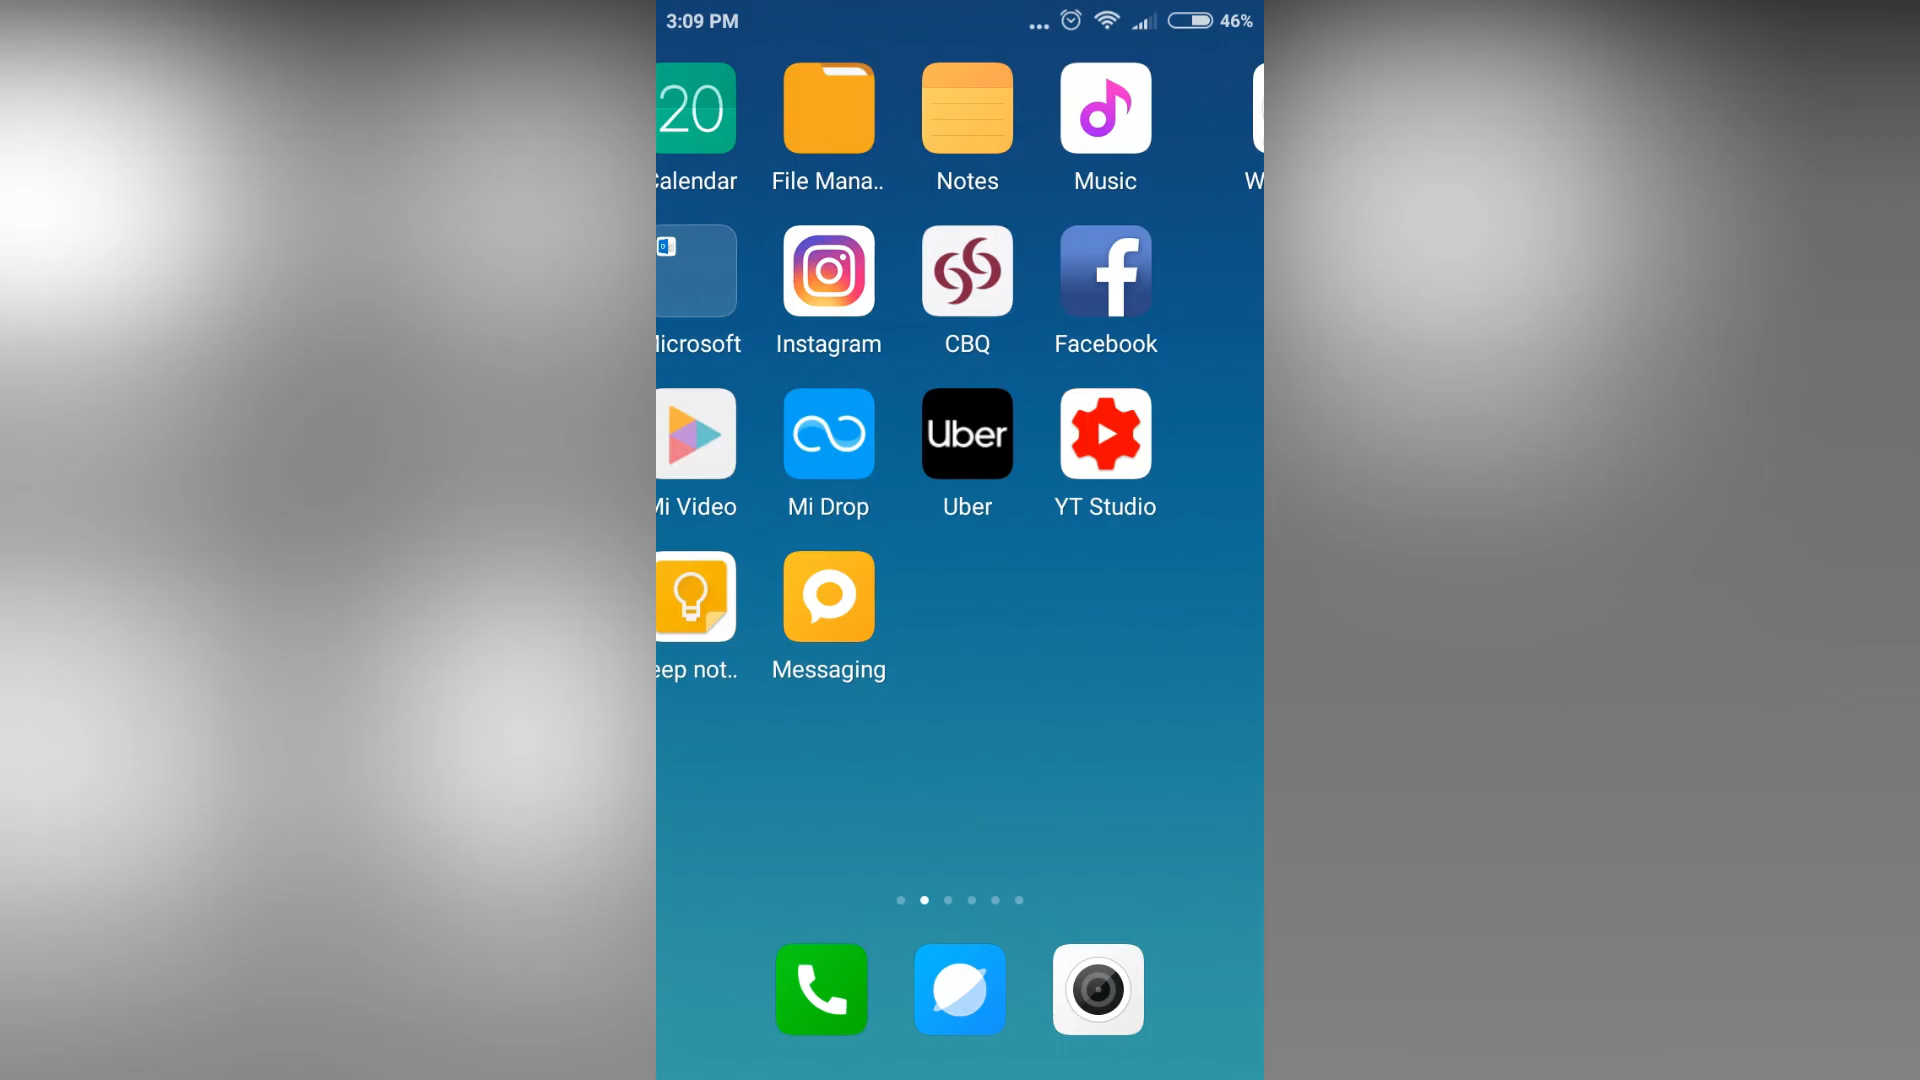 3:09 PM
46%
20
Calendar
File Mana..
Notes
Music
W
Microsoft
Instagram
CBQ
Facebook
Uber
Mi Video
Mi Drop
Uber
YT Studio
eep not..
Messaging